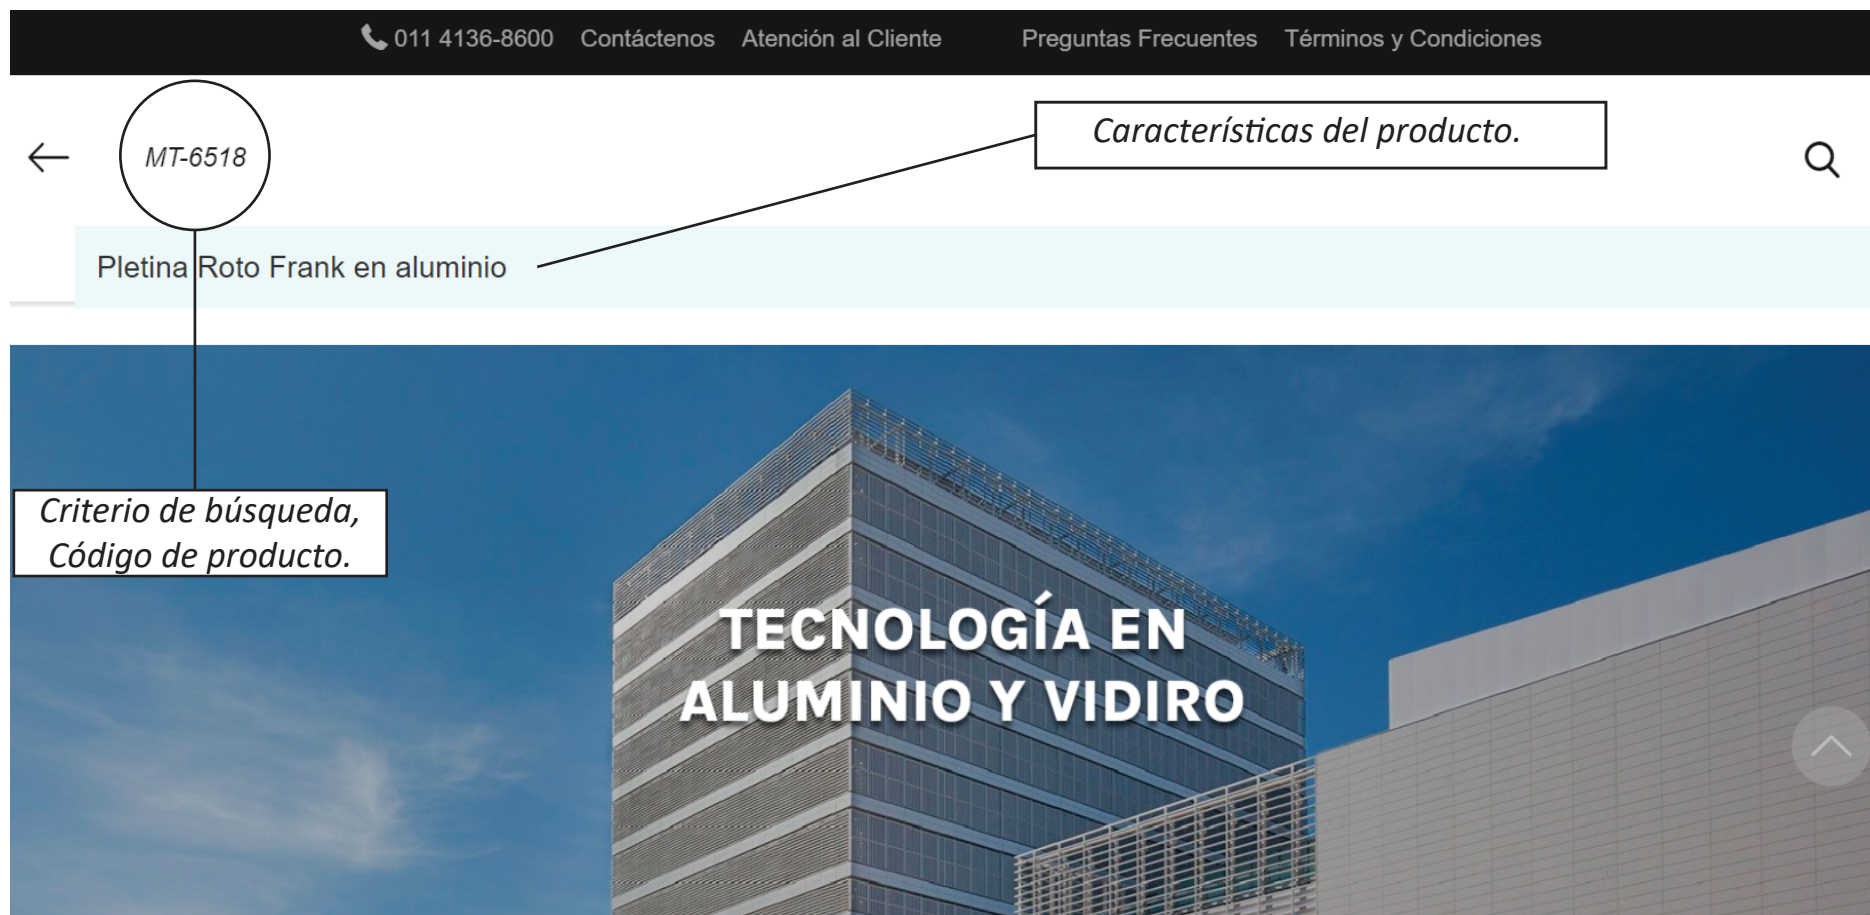 011 4136-8600 Contáctenos Atención al Cliente Preguntas Frecuentes Términos y Condiciones
Características del producto.
MT-6518
Pletina Roto Frank en aluminio
Criterio de búsqueda,
Código de producto.
TECNOLOGÍA EN
ALUMINIO Y VIDIRO